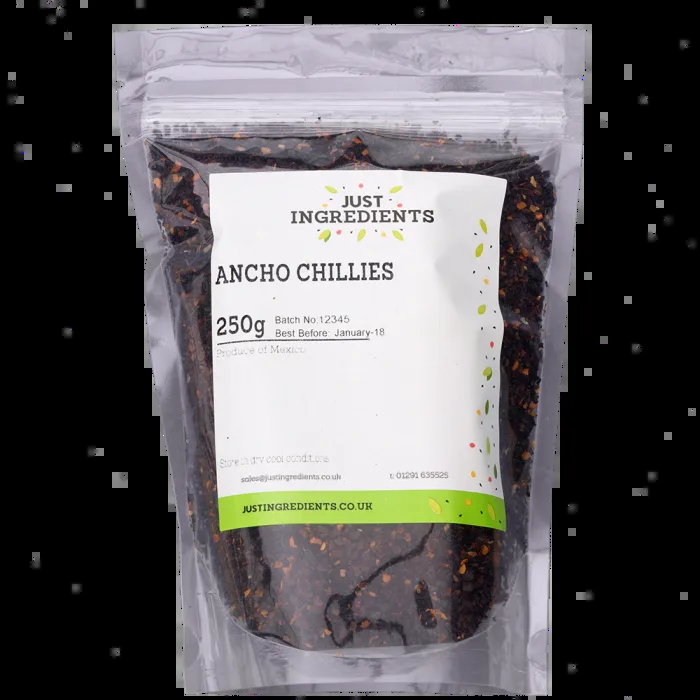 JUST
INGREDIENTS
ANCHO CHILLIES
250g
Batch No:12345
Best Before: January-18
Produce of Mexico
Store in dry cool conditions
sales@justingredients.co.uk
t: 01291 635525
JUSTINGREDIENTS.CO.UK